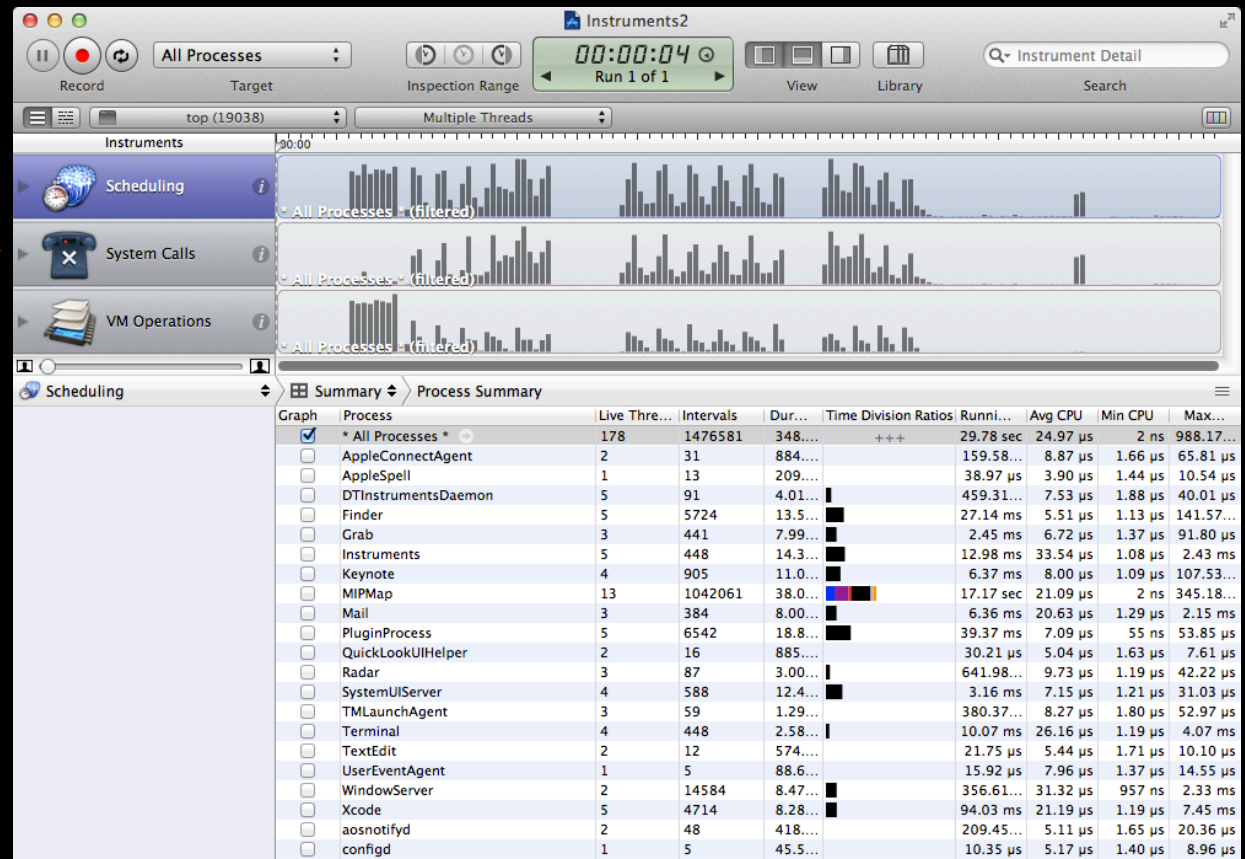 Instruments2
All Processes
00:00:04
Run 1 of 1
Instrument Detail
Record Target Inspection Range View Library Search
top (19038) Multiple Threads
Instruments 00:00
Scheduling
* All Processes * (filtered)
System Calls
* All Processes * (filtered)
VM Operations
* All Processes * (filtered)
Scheduling Summary Process Summary
Graph Process Live Thre... Intervals Dur... Time Division Ratios Runni... Avg CPU Min CPU Max...
* All Processes * 178 1476581 348.... +++ 29.78 sec 24.97 µs 2 ns 988.17...
AppleConnectAgent 2 31 884.... 159.58... 8.87 µs 1.66 µs 65.81 µs
AppleSpell 1 13 209.... 38.97 µs 3.90 µs 1.44 µs 10.54 µs
DTInstrumentsDaemon 5 91 4.01... 459.31... 7.53 µs 1.88 µs 40.01 µs
Finder 5 5724 13.5... 27.14 ms 5.51 µs 1.13 µs 141.57...
Grab 3 441 7.99... 2.45 ms 6.72 µs 1.37 µs 91.80 µs
Instruments 5 448 14.3... 12.98 ms 33.54 µs 1.08 µs 2.43 ms
Keynote 4 905 11.0... 6.37 ms 8.00 µs 1.09 µs 107.53...
MIPMap 13 1042061 38.0... 17.17 sec 21.09 µs 2 ns 345.18...
Mail 3 384 8.00... 6.36 ms 20.63 µs 1.29 µs 2.15 ms
PluginProcess 5 6542 18.8... 39.37 ms 7.09 µs 55 ns 53.85 µs
QuickLookUIHelper 2 16 885.... 30.21 µs 5.04 µs 1.63 µs 7.61 µs
Radar 3 87 3.00... 641.98... 9.73 µs 1.19 µs 42.22 µs
SystemUIServer 4 588 12.4... 3.16 ms 7.15 µs 1.21 µs 31.03 µs
TMLaunchAgent 3 59 1.29... 380.37... 8.27 µs 1.80 µs 52.97 µs
Terminal 4 448 2.58... 10.07 ms 26.16 µs 1.19 µs 4.07 ms
TextEdit 2 12 574.... 21.75 µs 5.44 µs 1.71 µs 10.10 µs
UserEventAgent 1 5 88.6... 15.92 µs 7.96 µs 1.37 µs 14.55 µs
WindowServer 2 14584 8.47... 356.61... 31.32 µs 957 ns 2.33 ms
Xcode 5 4714 8.28... 94.03 ms 21.19 µs 1.19 µs 7.45 ms
aosnotifyd 2 48 418.... 209.45... 5.11 µs 1.65 µs 20.36 µs
configd 1 5 45.5... 10.35 µs 5.17 µs 1.40 µs 8.96 µs